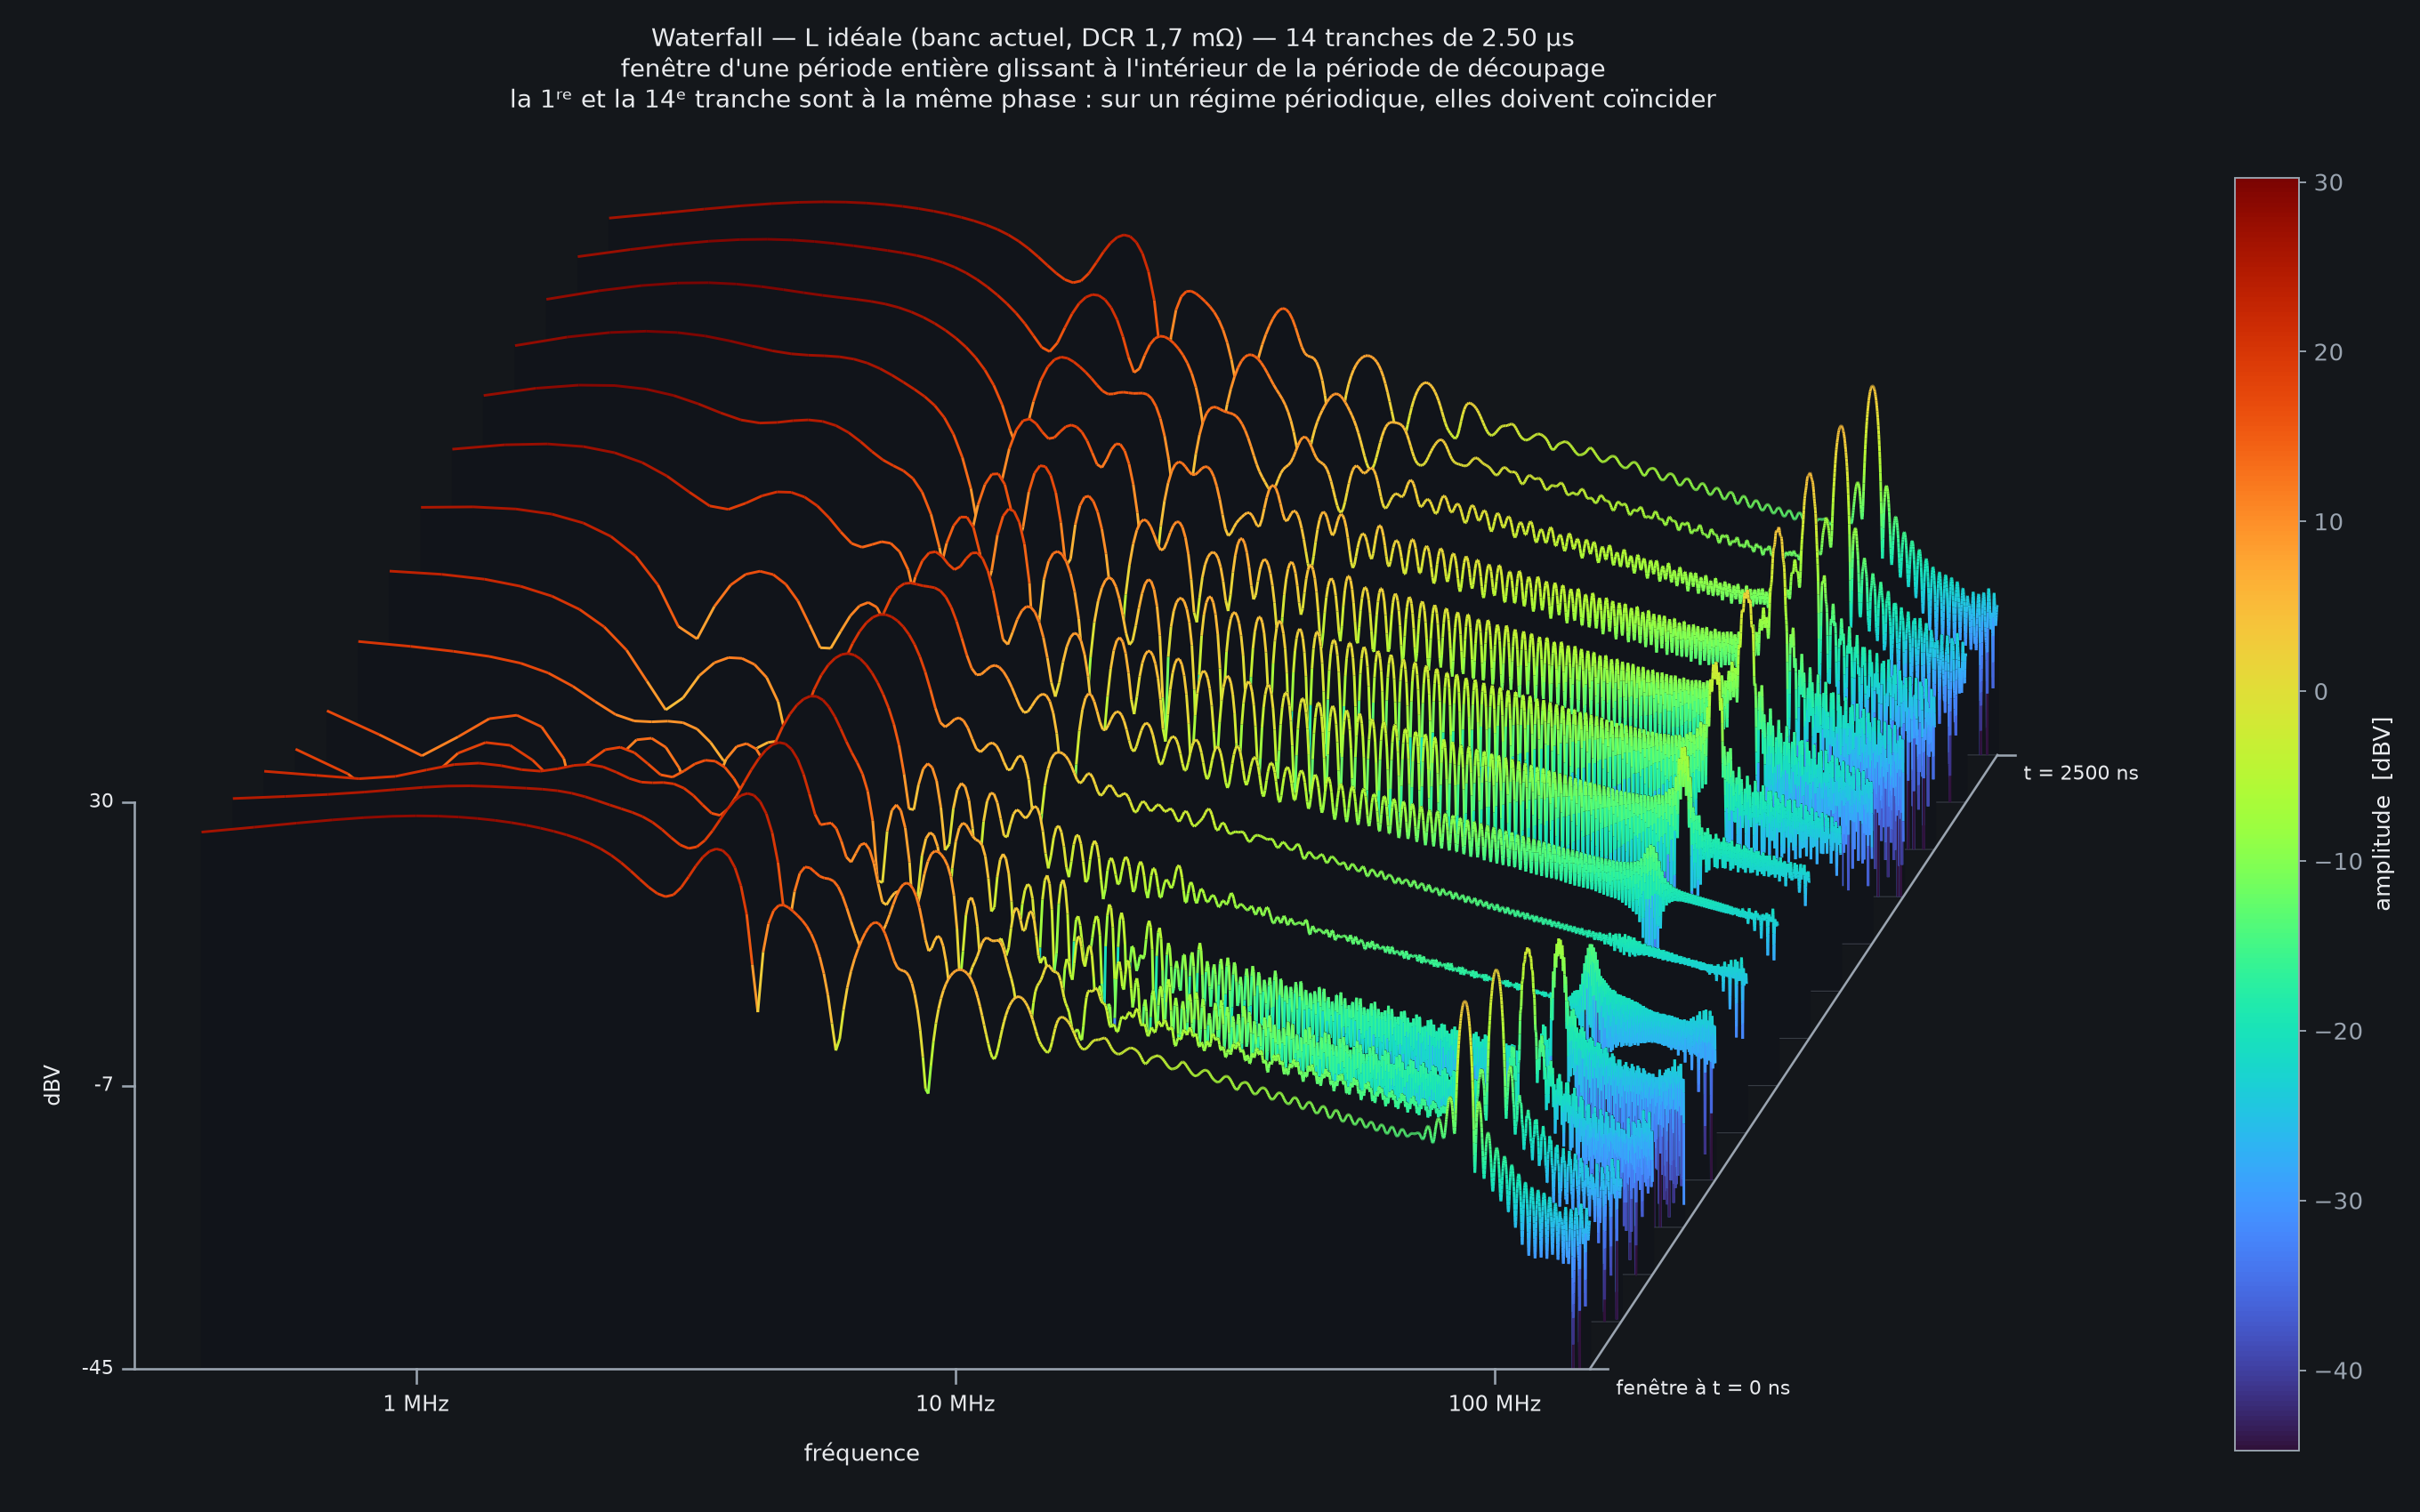 Waterfall — L idéale (banc actuel, DCR 1,7 mΩ) — 14 tranches de 2.50 µs
fenêtre d'une période entière glissant à l'intérieur de la période de découpage
la 1ʳᵉ et la 14ᵉ tranche sont à la même phase : sur un régime périodique, elles doivent coïncider
30
20
10
0
−10
−20
−30
−40
amplitude [dBV]
30
-7
-45
dBV
t = 2500 ns
fenêtre à t = 0 ns
1 MHz
10 MHz
100 MHz
fréquence